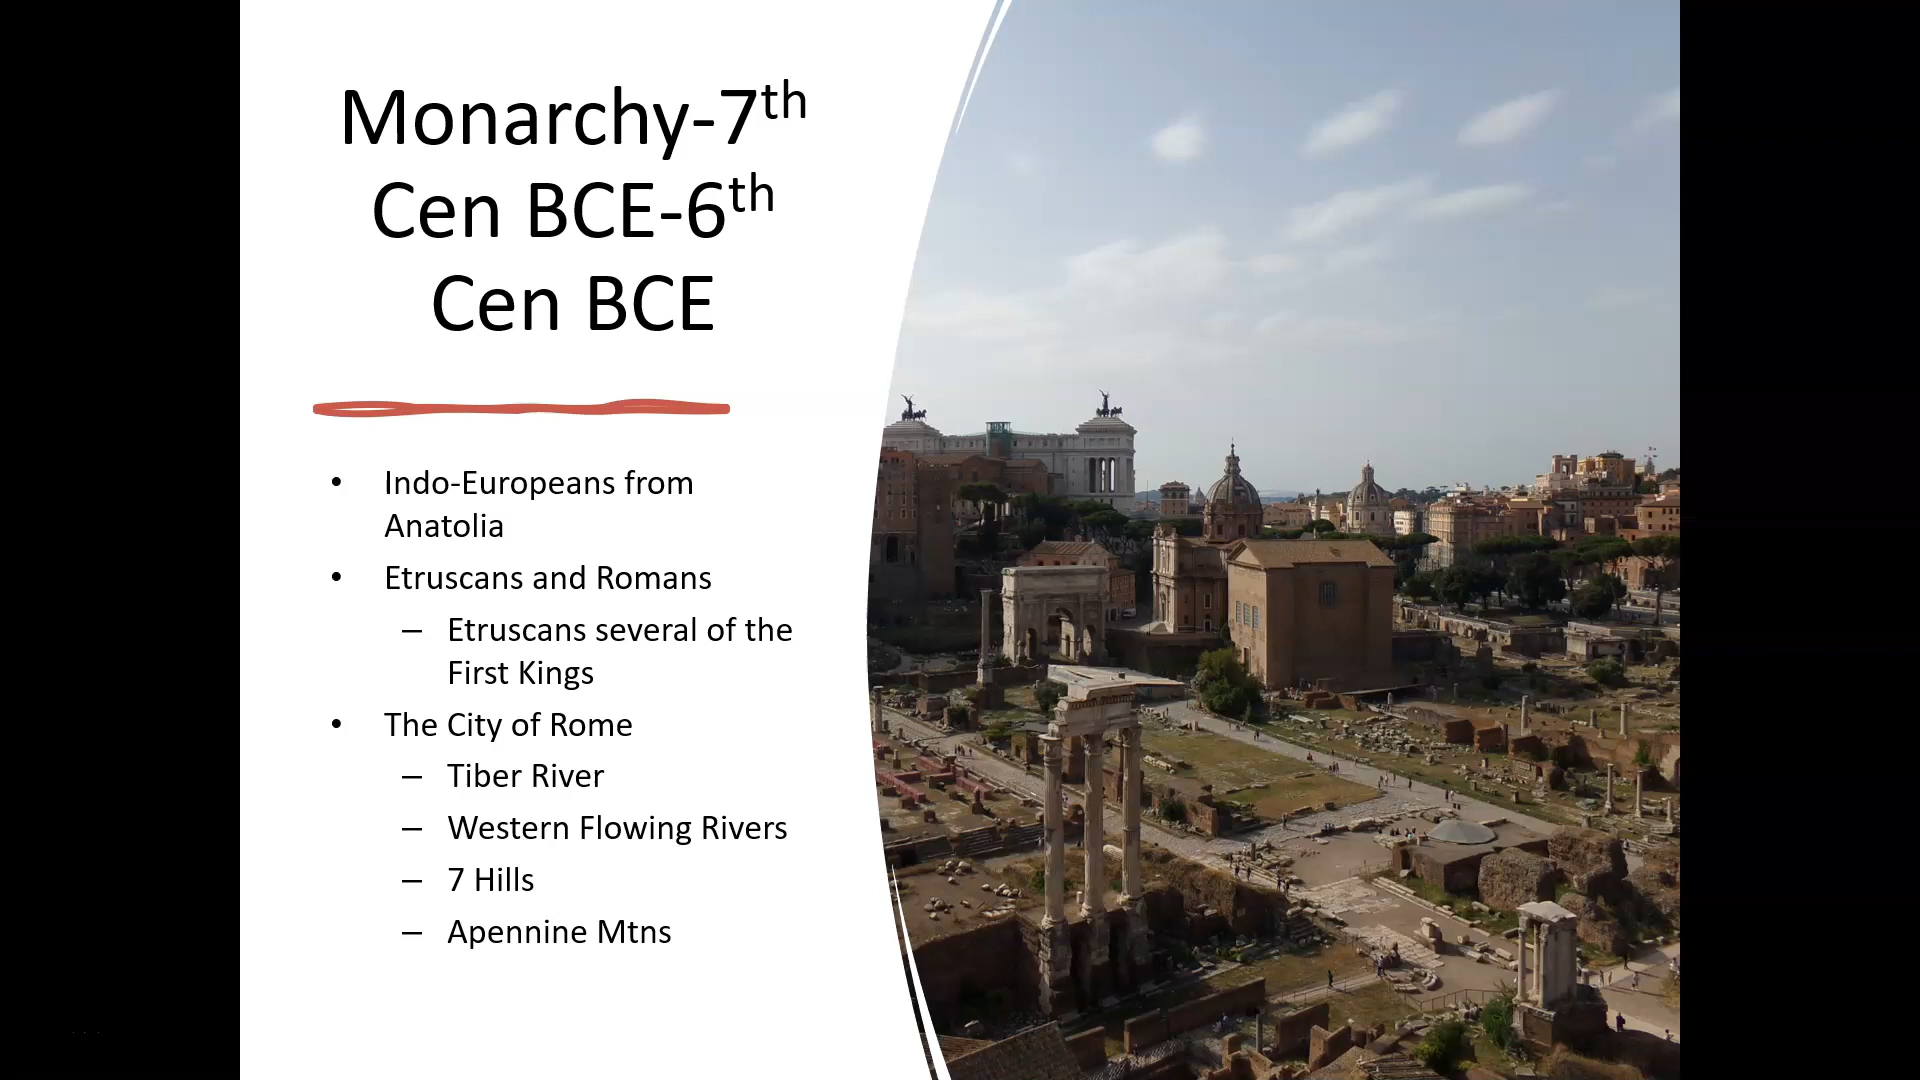 Monarchy-7th
Cen BCE-6th
Cen BCE
• Indo-Europeans from
Anatolia
• Etruscans and Romans
– Etruscans several of the
First Kings
• The City of Rome
– Tiber River
– Western Flowing Rivers
– 7 Hills
– Apennine Mtns